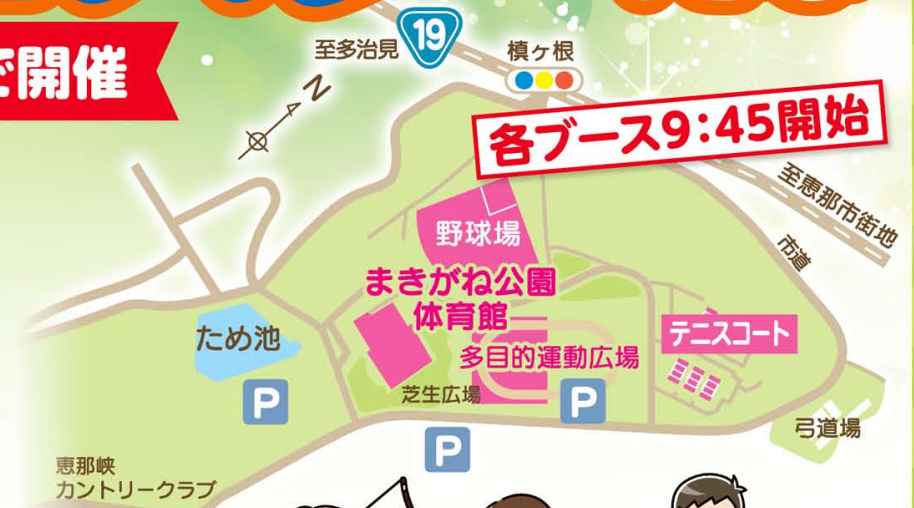 で開催
至多治見
19
槙ヶ根
N
各ブース9:45開始
至恵那市街地
市道
野球場
まきがね公園
体育館
ため池
多目的運動広場
テニスコート
芝生広場
P
P
P
弓道場
恵那峡
カントリークラブ